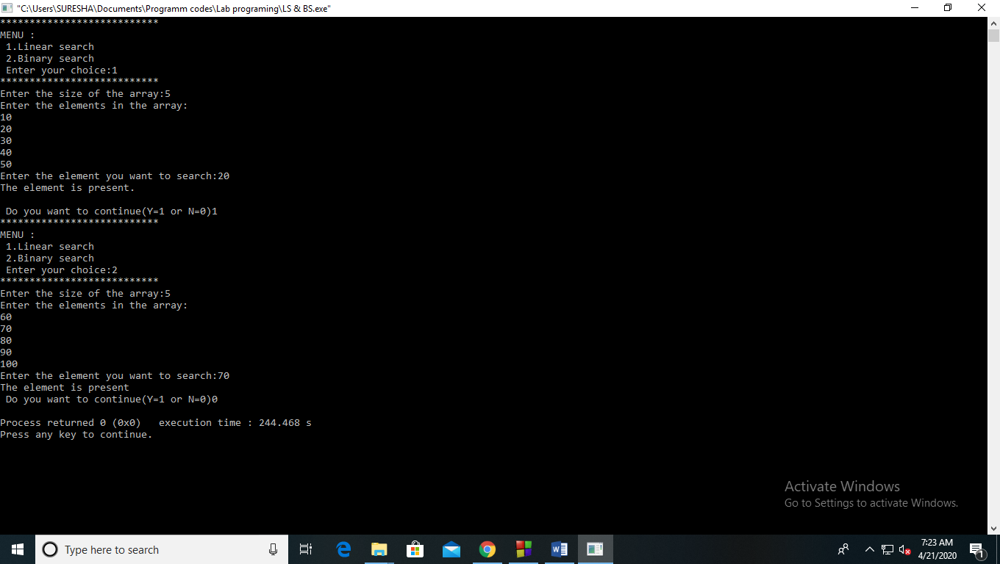 "C:\Users\SURESHA\Documents\Programm codes\Lab programing\LS & BS.exe"
***************************
MENU :
 1.Linear search
 2.Binary search
 Enter your choice:1
***************************
Enter the size of the array:5
Enter the elements in the array:
10
20
30
40
50
Enter the element you want to search:20
The element is present.

 Do you want to continue(Y=1 or N=0)1
***************************
MENU :
 1.Linear search
 2.Binary search
 Enter your choice:2
***************************
Enter the size of the array:5
Enter the elements in the array:
60
70
80
90
100
Enter the element you want to search:70
The element is present
 Do you want to continue(Y=1 or N=0)0

Process returned 0 (0x0)   execution time : 244.468 s
Press any key to continue.
Activate Windows
Go to Settings to activate Windows.
Type here to search
7:23 AM
4/21/2020
1